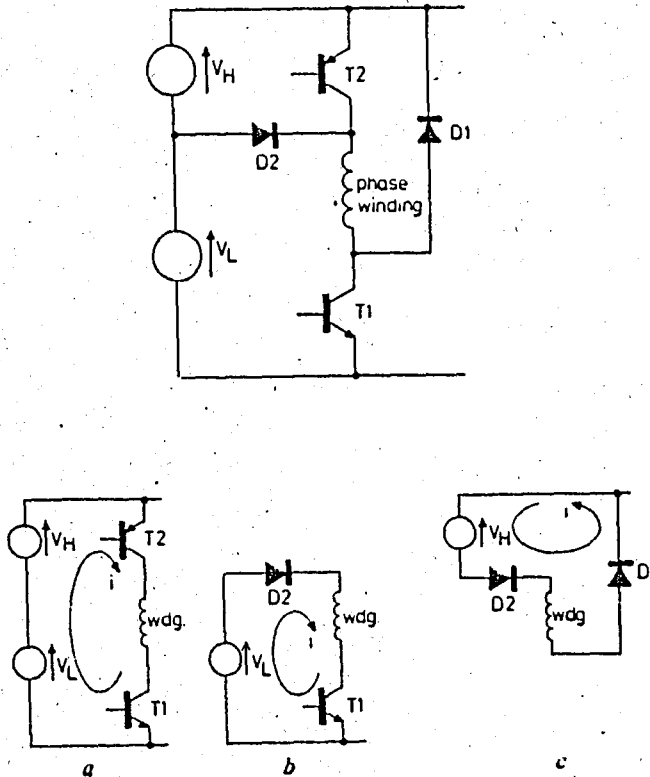 V_H
T2
D1
D2
phase
winding
V_L
T1
V_H
T2
i
wdg.
V_L
T1
D2
wdg
V_L
i
T1
V_H
i
D
D2
wdg
a
b
c